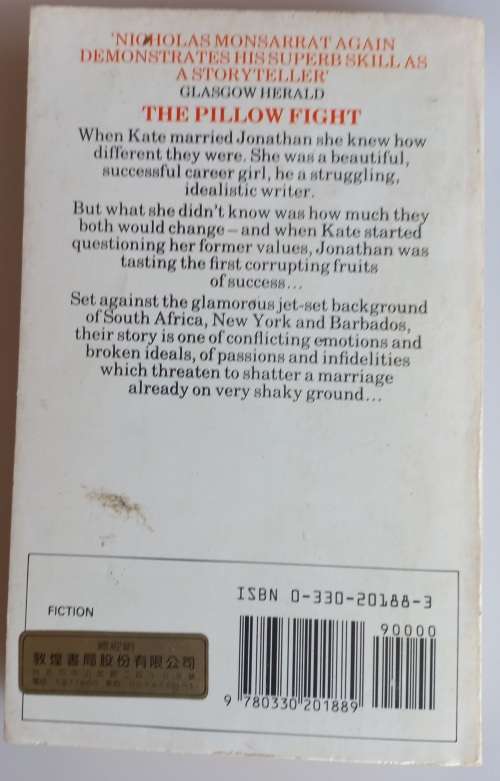 'NICHOLAS MONSARRAT AGAIN
DEMONSTRATES HIS SUPERB SKILL AS
A STORYTELLER'
GLASGOW HERALD
THE PILLOW FIGHT
When Kate married Jonathan she knew how
different they were. She was a beautiful,
successful career girl, he a struggling,
idealistic writer.
But what she didn't know was how much they
both would change – and when Kate started
questioning her former values, Jonathan was
tasting the first corrupting fruits
of success...
Set against the glamorous jet-set background
of South Africa, New York and Barbados,
their story is one of conflicting emotions and
broken ideals, of passions and infidelities
which threaten to shatter a marriage
already on very shaky ground...
ISBN 0-330-20188-3
FICTION
90000
9 780330 201889
總經銷
敦煌書局股份有限公司